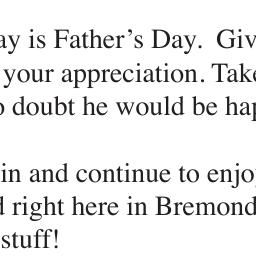 ay is Father’s Day.  Giv
your appreciation. Take
o doubt he would be hap
in and continue to enjoy
d right here in Bremond
stuff!